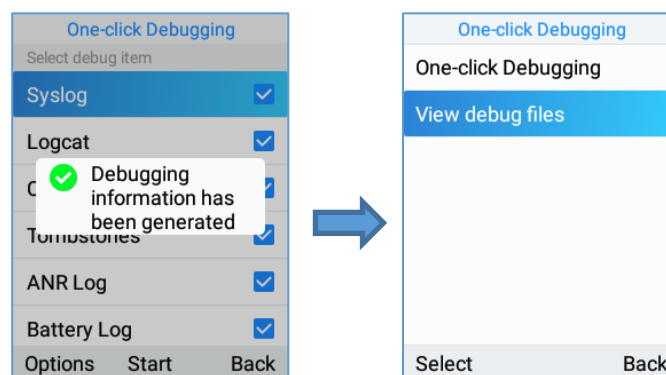 One-click Debugging
Select debug item
Syslog
Logcat
C
Debugging
information has
been generated
Tombstones
ANR Log
Battery Log
Options Start Back
One-click Debugging
One-click Debugging
View debug files
Select Back